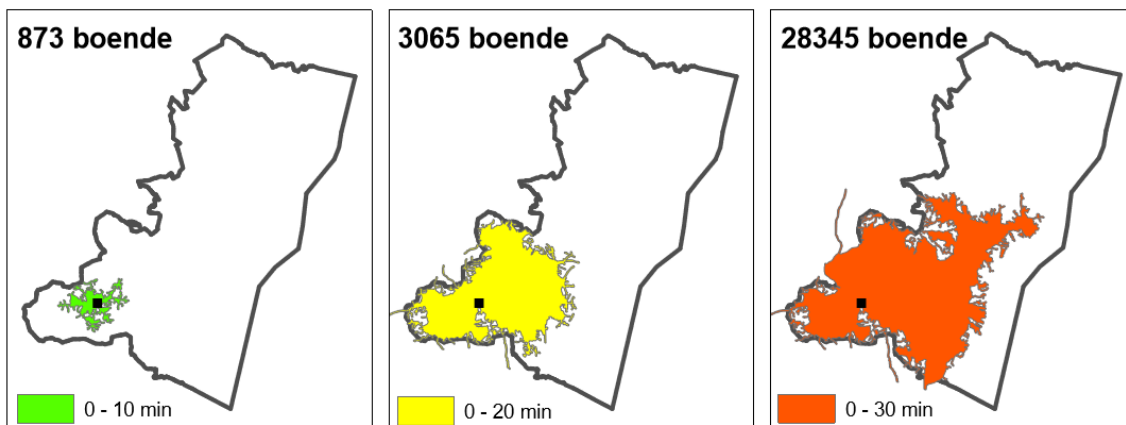 873 boende
0 - 10 min
3065 boende
0 - 20 min
28345 boende
0 - 30 min